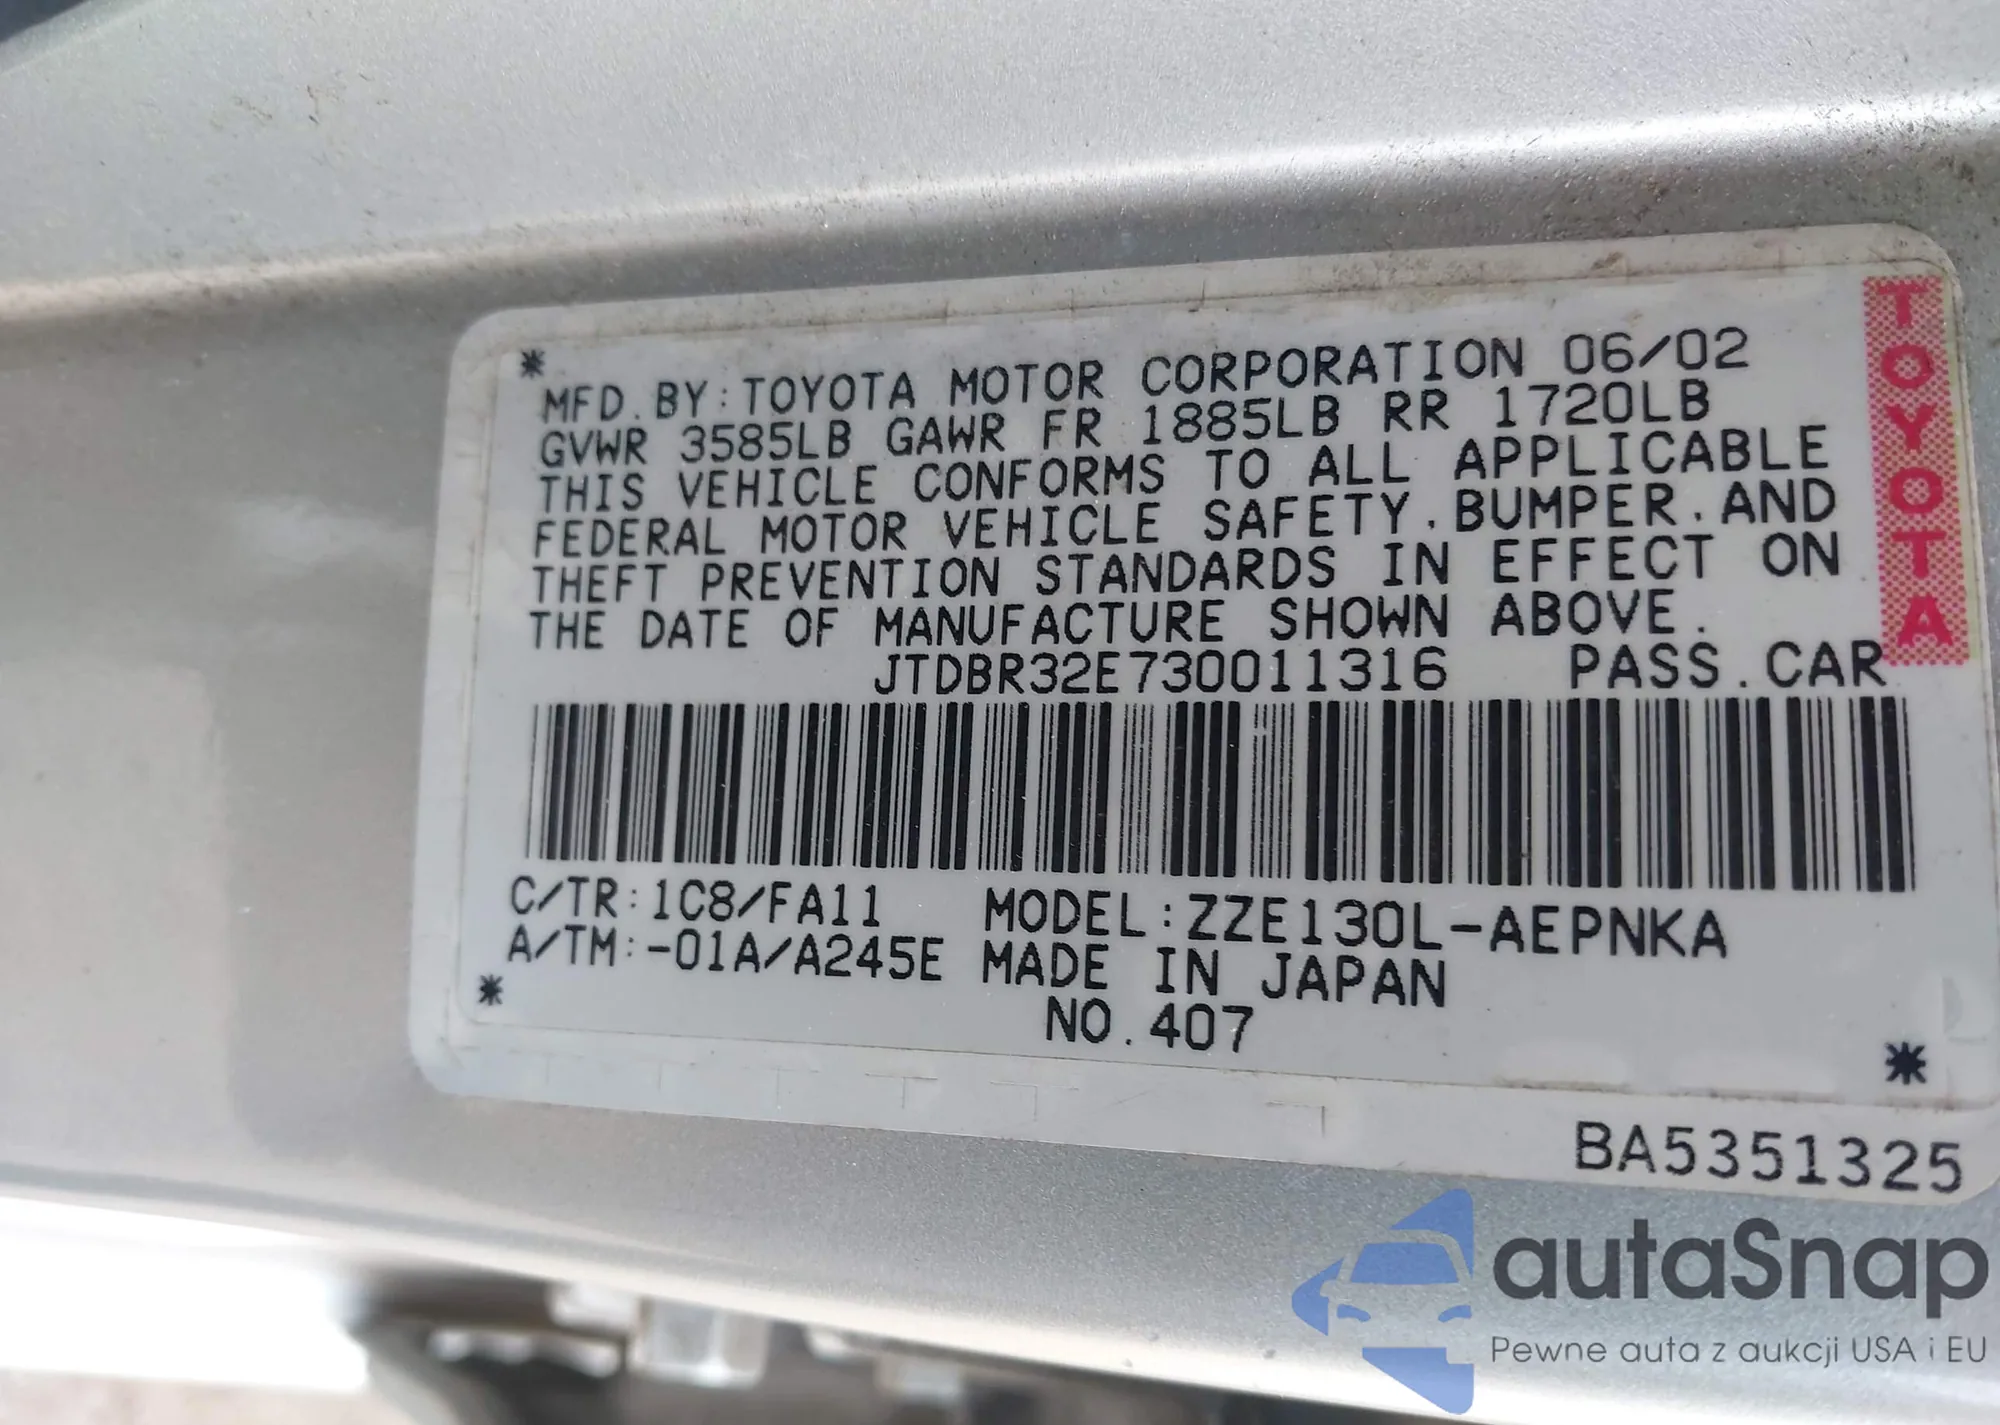 *
MFD. BY: TOYOTA MOTOR CORPORATION 06/02
GVWR 3585LB GAWR FR 1885LB RR 1720LB
THIS VEHICLE CONFORMS TO ALL APPLICABLE
FEDERAL MOTOR VEHICLE SAFETY. BUMPER. AND
THEFT PREVENTION STANDARDS IN EFFECT ON
THE DATE OF MANUFACTURE SHOWN ABOVE.
JTDBR32E730011316 PASS. CAR
TOYOTA
C/TR: 1C8/FA11 MODEL: ZZE130L-AEPNKA
A/TM: -01A/A245E MADE IN JAPAN
* NO. 407 *
BA5351325
autaSnap
Pewne auta z aukcji USA i EU